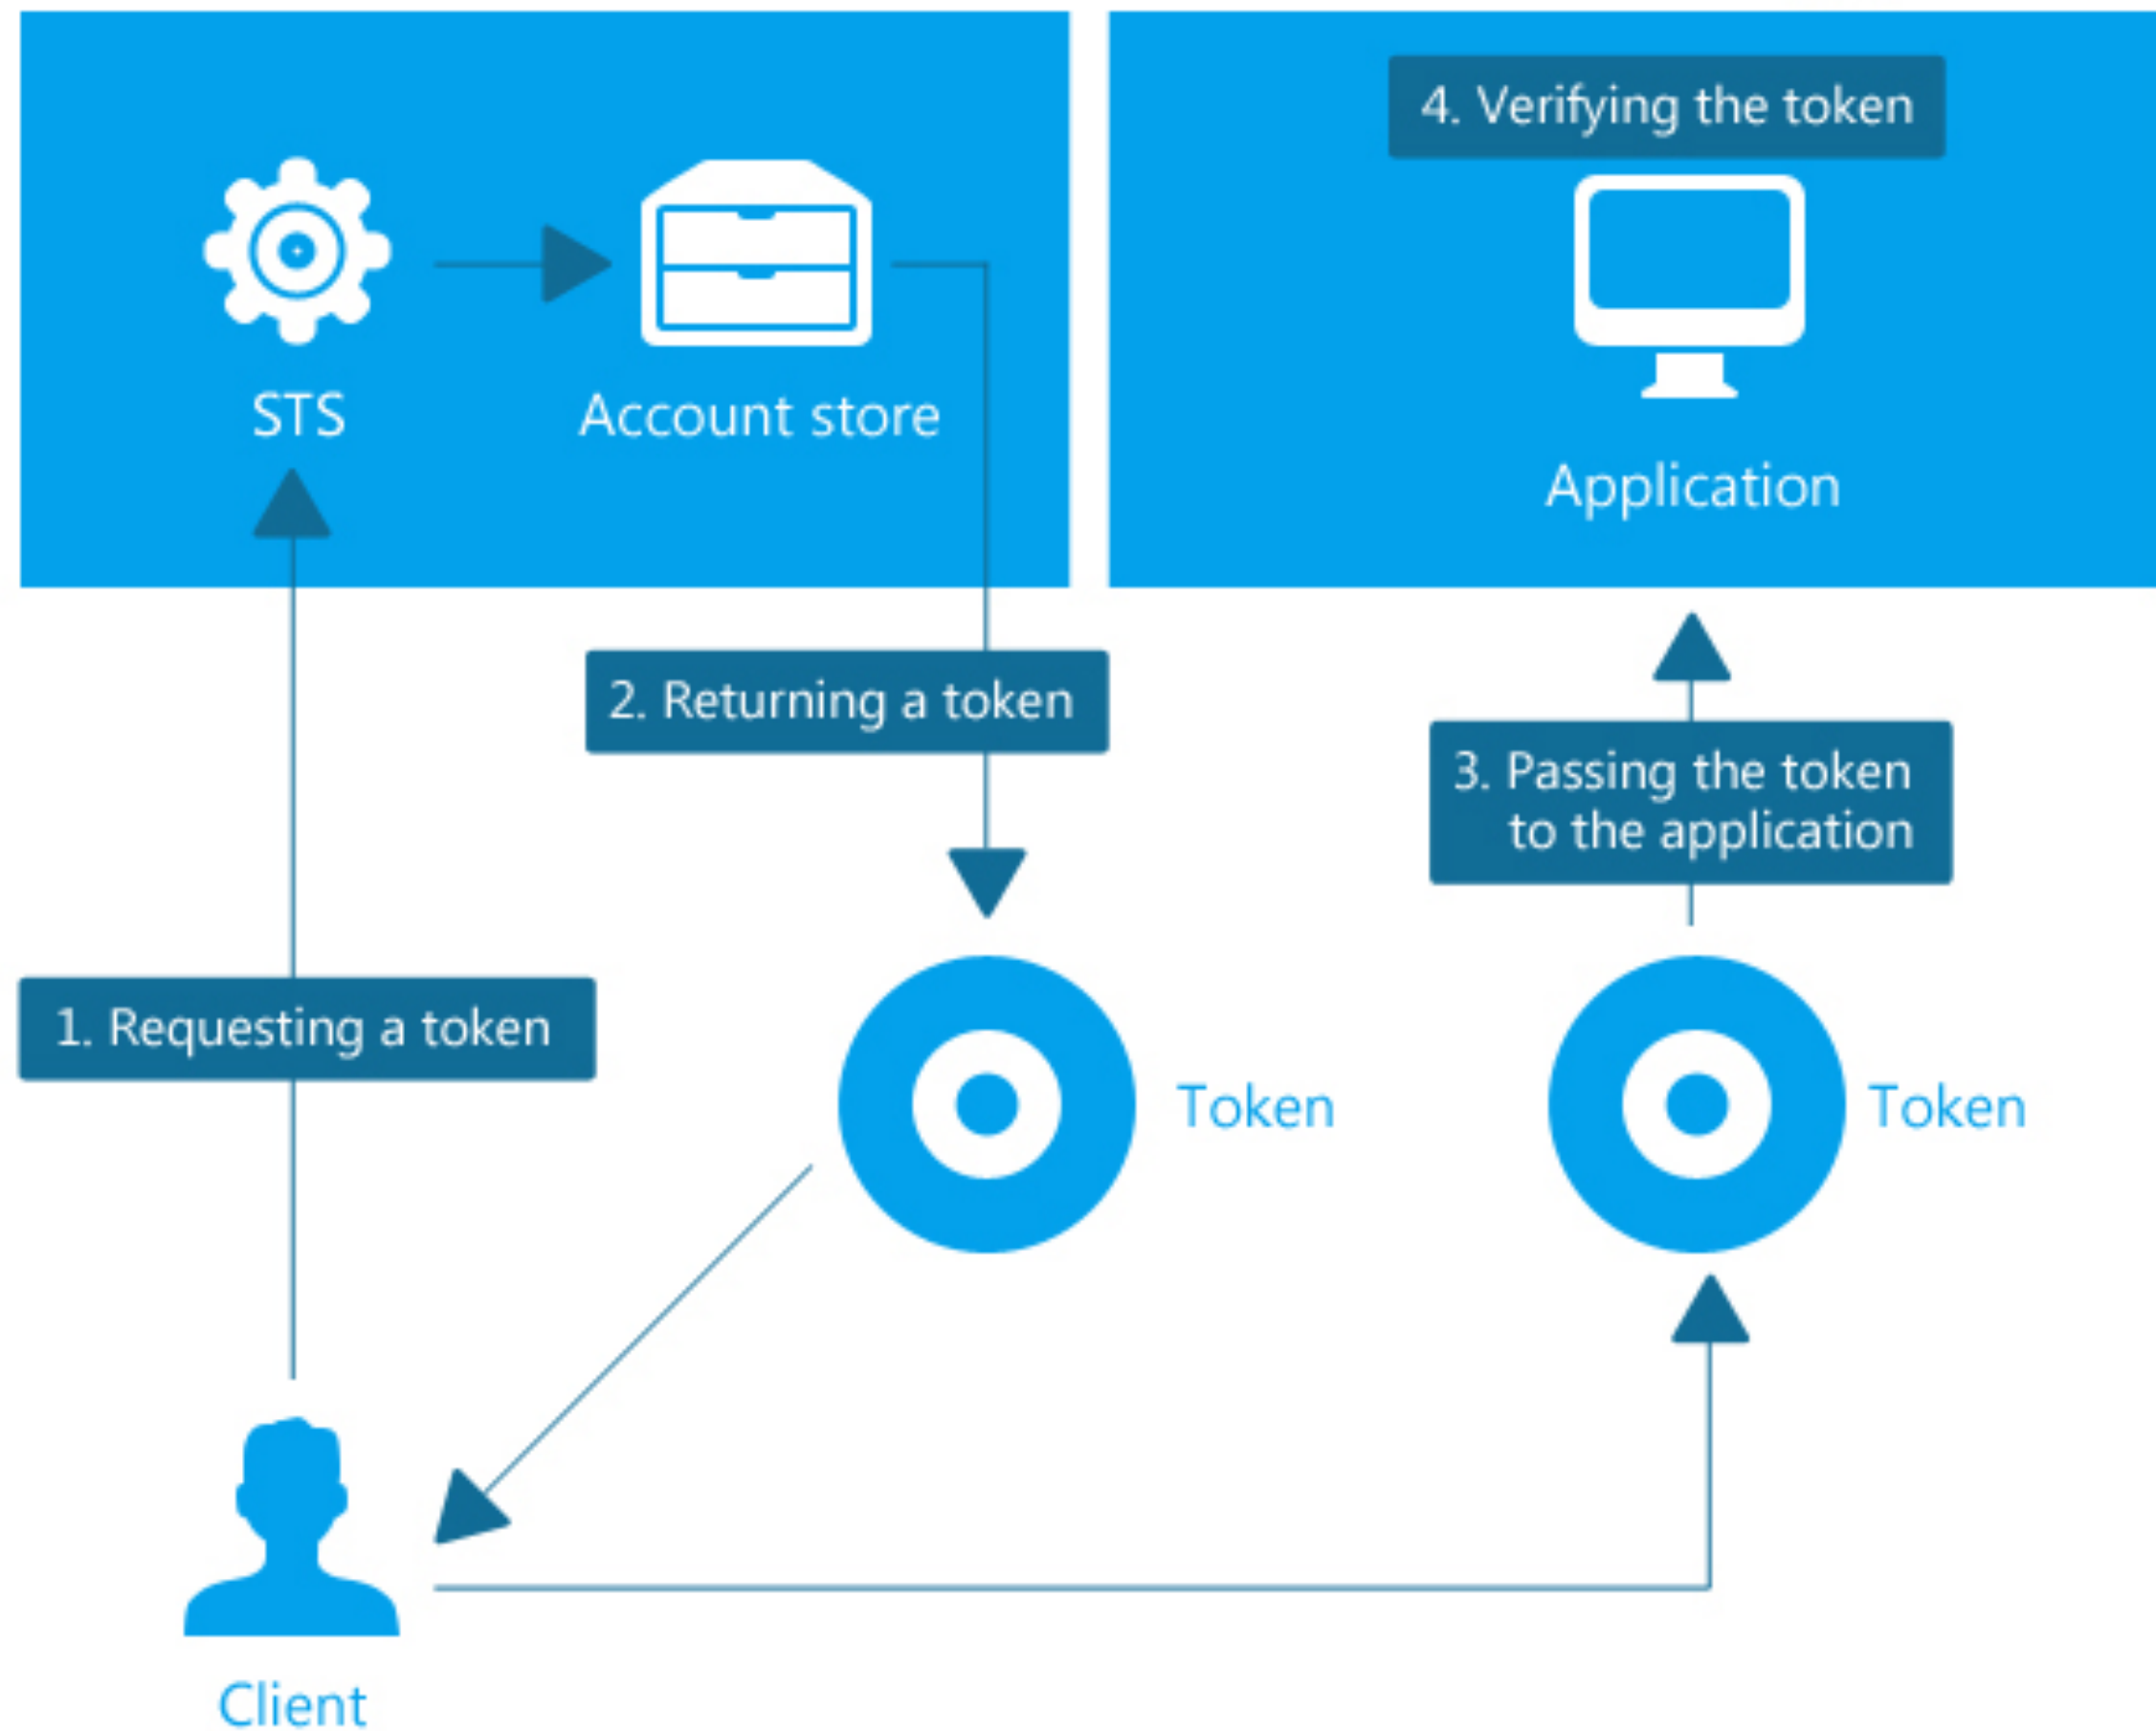 4. Verifying the token
STS
Account store
Application
2. Returning a token
3. Passing the token
to the application
1. Requesting a token
Token
Token
Client